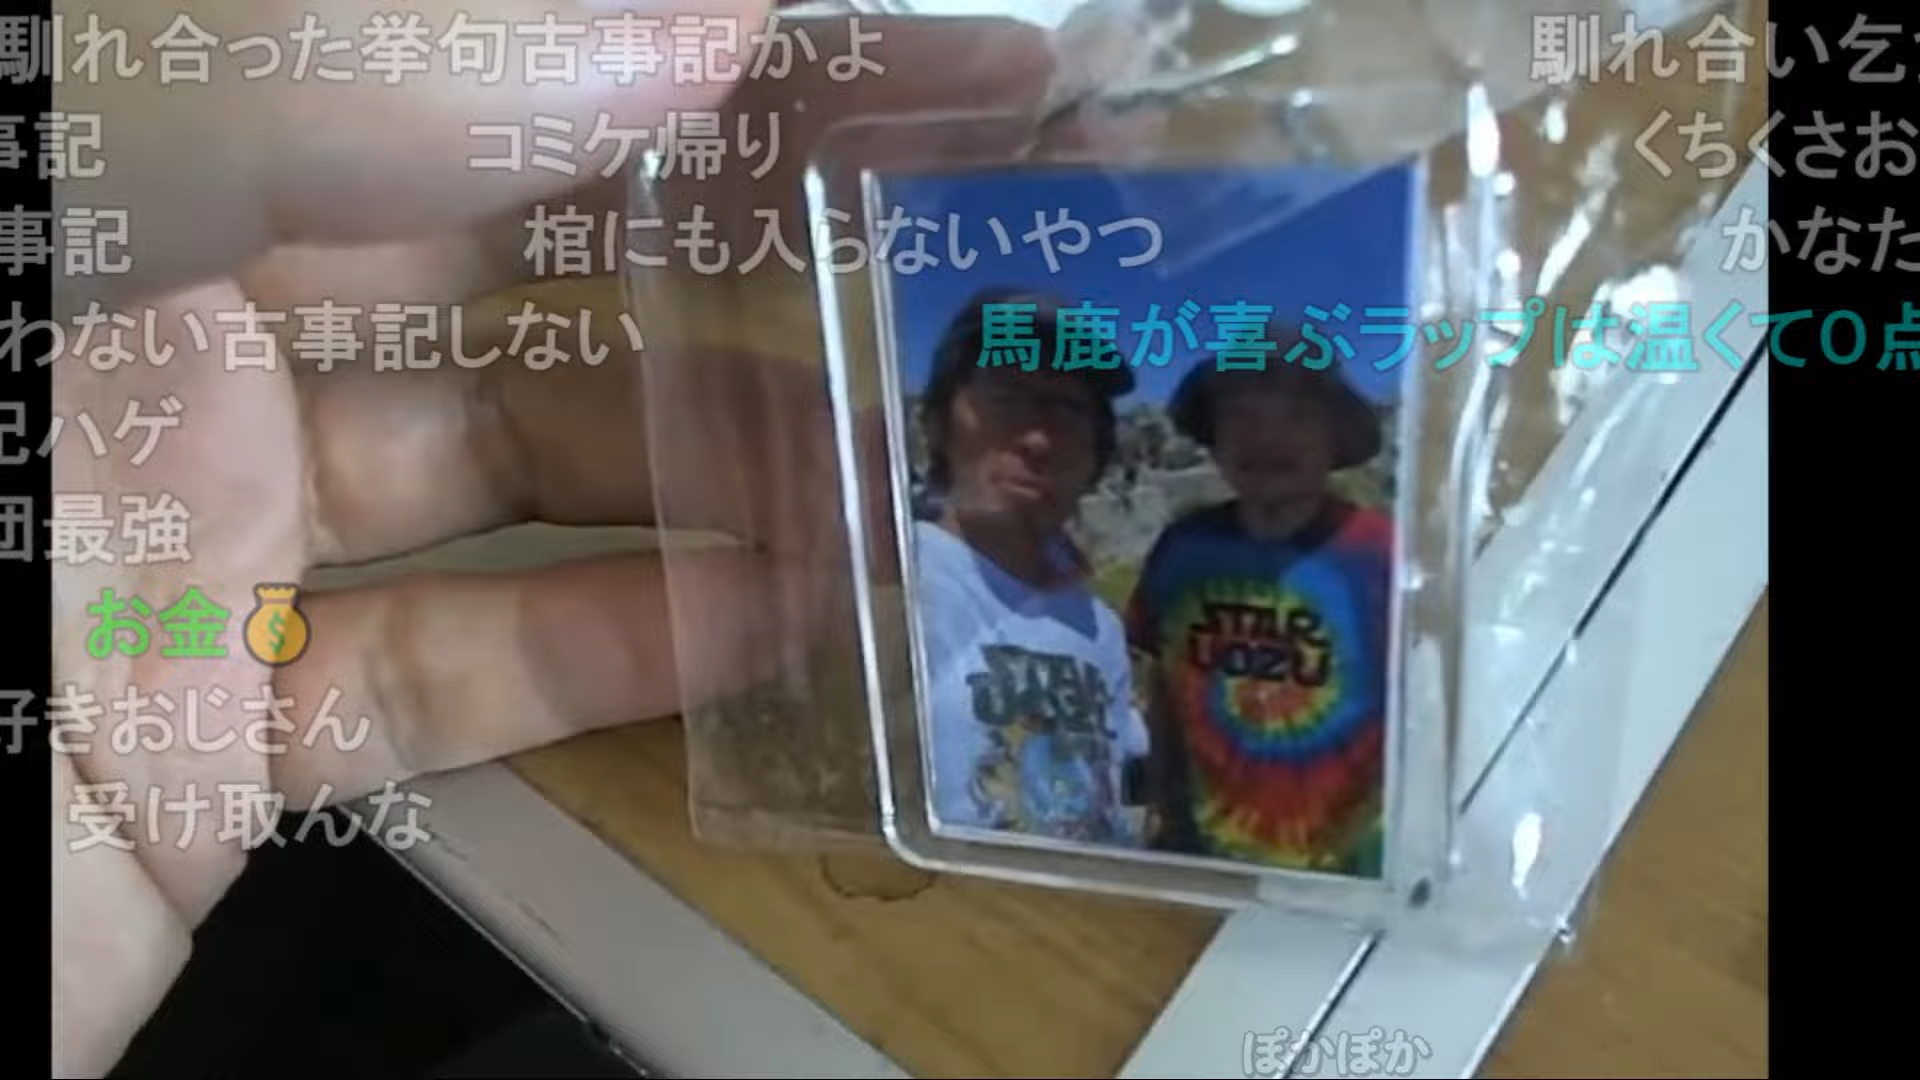 馴れ合った挙句古事記かよ
馴れ合い乞
事記
コミケ帰り
くちくさお
事記
棺にも入らないやつ
かなた
わない古事記しない
馬鹿が喜ぶラップは温くて0点
記ハゲ
団最強
お金💰
好きおじさん
受け取んな
STAR
UOZU
STAR
UOZU
ぽかぽか